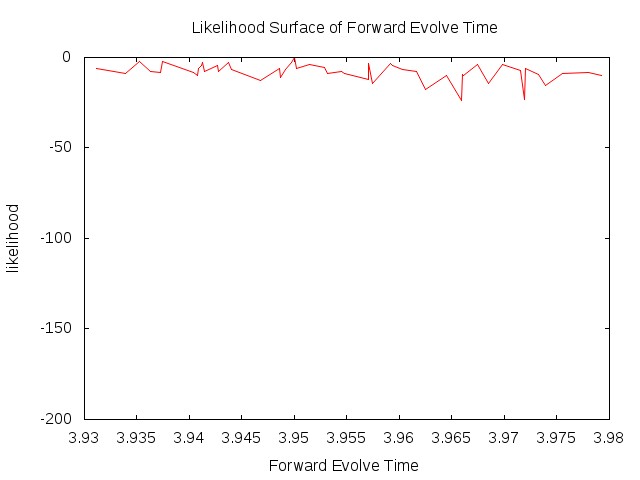 Likelihood Surface of Forward Evolve Time
0
-50
-100
-150
-200
likelihood
3.93 3.935 3.94 3.945 3.95 3.955 3.96 3.965 3.97 3.975 3.98
Forward Evolve Time